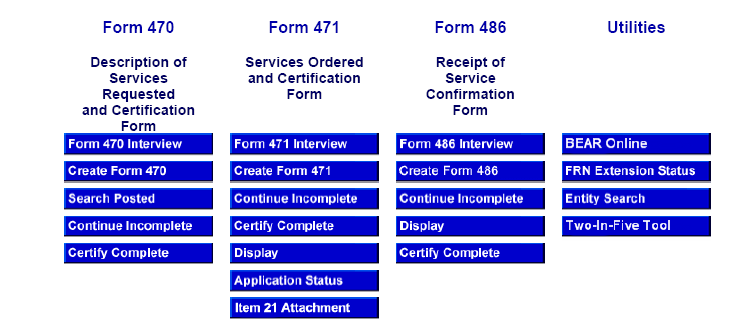 Form 470
Description of
Services
Requested
and Certification
Form
Form 470 Interview
Create Form 470
Search Posted
Continue Incomplete
Certify Complete
Form 471
Services Ordered
and Certification
Form
Form 471 Interview
Create Form 471
Continue Incomplete
Certify Complete
Display
Application Status
Item 21 Attachment
Form 486
Receipt of
Service
Confirmation
Form
Form 486 Interview
Create Form 486
Continue Incomplete
Display
Certify Complete
Utilities
BEAR Online
FRN Extension Status
Entity Search
Two-In-Five Tool